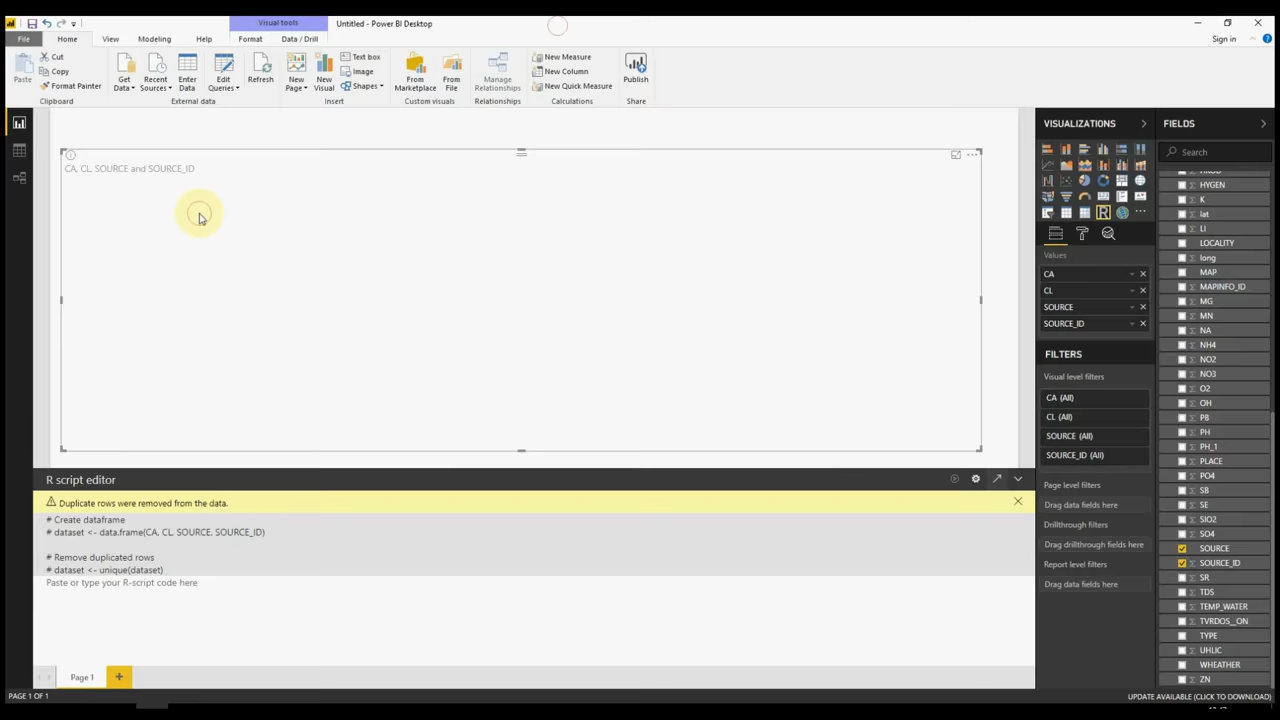 Visual tools
Untitled - Power BI Desktop
File
Home
View
Modeling
Help
Format
Data / Drill
Sign in
Paste
Cut
Copy
Format Painter
Clipboard
Get Data
Recent Sources
Enter Data
Edit Queries
Refresh
External data
New Page
New Visual
Text box
Image
Shapes
Insert
From Marketplace
From File
Custom visuals
Manage Relationships
Relationships
New Measure
New Column
New Quick Measure
Calculations
Publish
Share
CA, CL, SOURCE and SOURCE_ID
R script editor
Duplicate rows were removed from the data.
# Create dataframe
# dataset <- data.frame(CA, CL, SOURCE, SOURCE_ID)
# Remove duplicated rows
# dataset <- unique(dataset)
Paste or type your R-script code here
Page 1
PAGE 1 OF 1
VISUALIZATIONS
R
Values
CA
CL
SOURCE
SOURCE_ID
FILTERS
Visual level filters
CA (All)
CL (All)
SOURCE (All)
SOURCE_ID (All)
Page level filters
Drag data fields here
Drillthrough filters
Drag drillthrough fields here
Report level filters
Drag data fields here
FIELDS
Search
HYGEN
K
lat
LI
LOCALITY
long
MAP
MAPINFO_ID
MG
MN
NA
NH4
NO2
NO3
O2
OH
PB
PH
PH_1
PLACE
PO4
SB
SE
SIO2
SO4
SOURCE
SOURCE_ID
SR
TDS
TEMP_WATER
TVRDOS__ON
TYPE
UHLIC
WHEATHER
ZN
UPDATE AVAILABLE (CLICK TO DOWNLOAD)